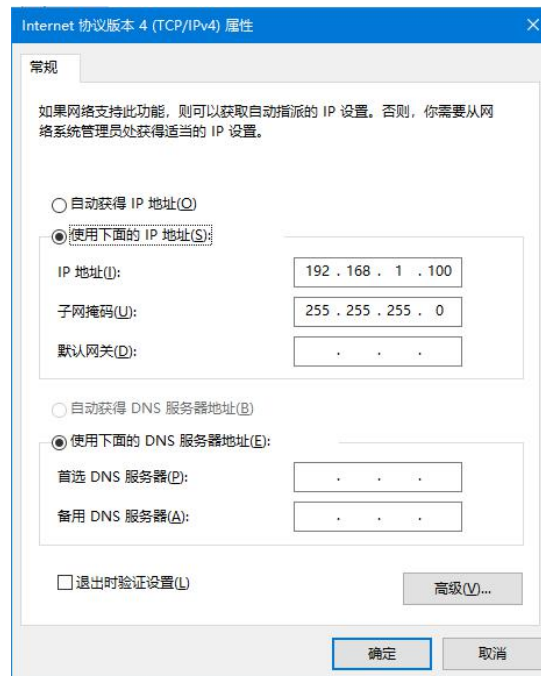 Internet 协议版本 4 (TCP/IPv4) 属性
常规
如果网络支持此功能，则可以获取自动指派的 IP 设置。否则，你需要从网
络系统管理员处获得适当的 IP 设置。
自动获得 IP 地址(O)
使用下面的 IP 地址(S):
IP 地址(I):
192 . 168 . 1 . 100
子网掩码(U):
255 . 255 . 255 . 0
默认网关(D):
. . .
自动获得 DNS 服务器地址(B)
使用下面的 DNS 服务器地址(E):
首选 DNS 服务器(P):
. . .
备用 DNS 服务器(A):
. . .
退出时验证设置(L)
高级(V)...
确定
取消